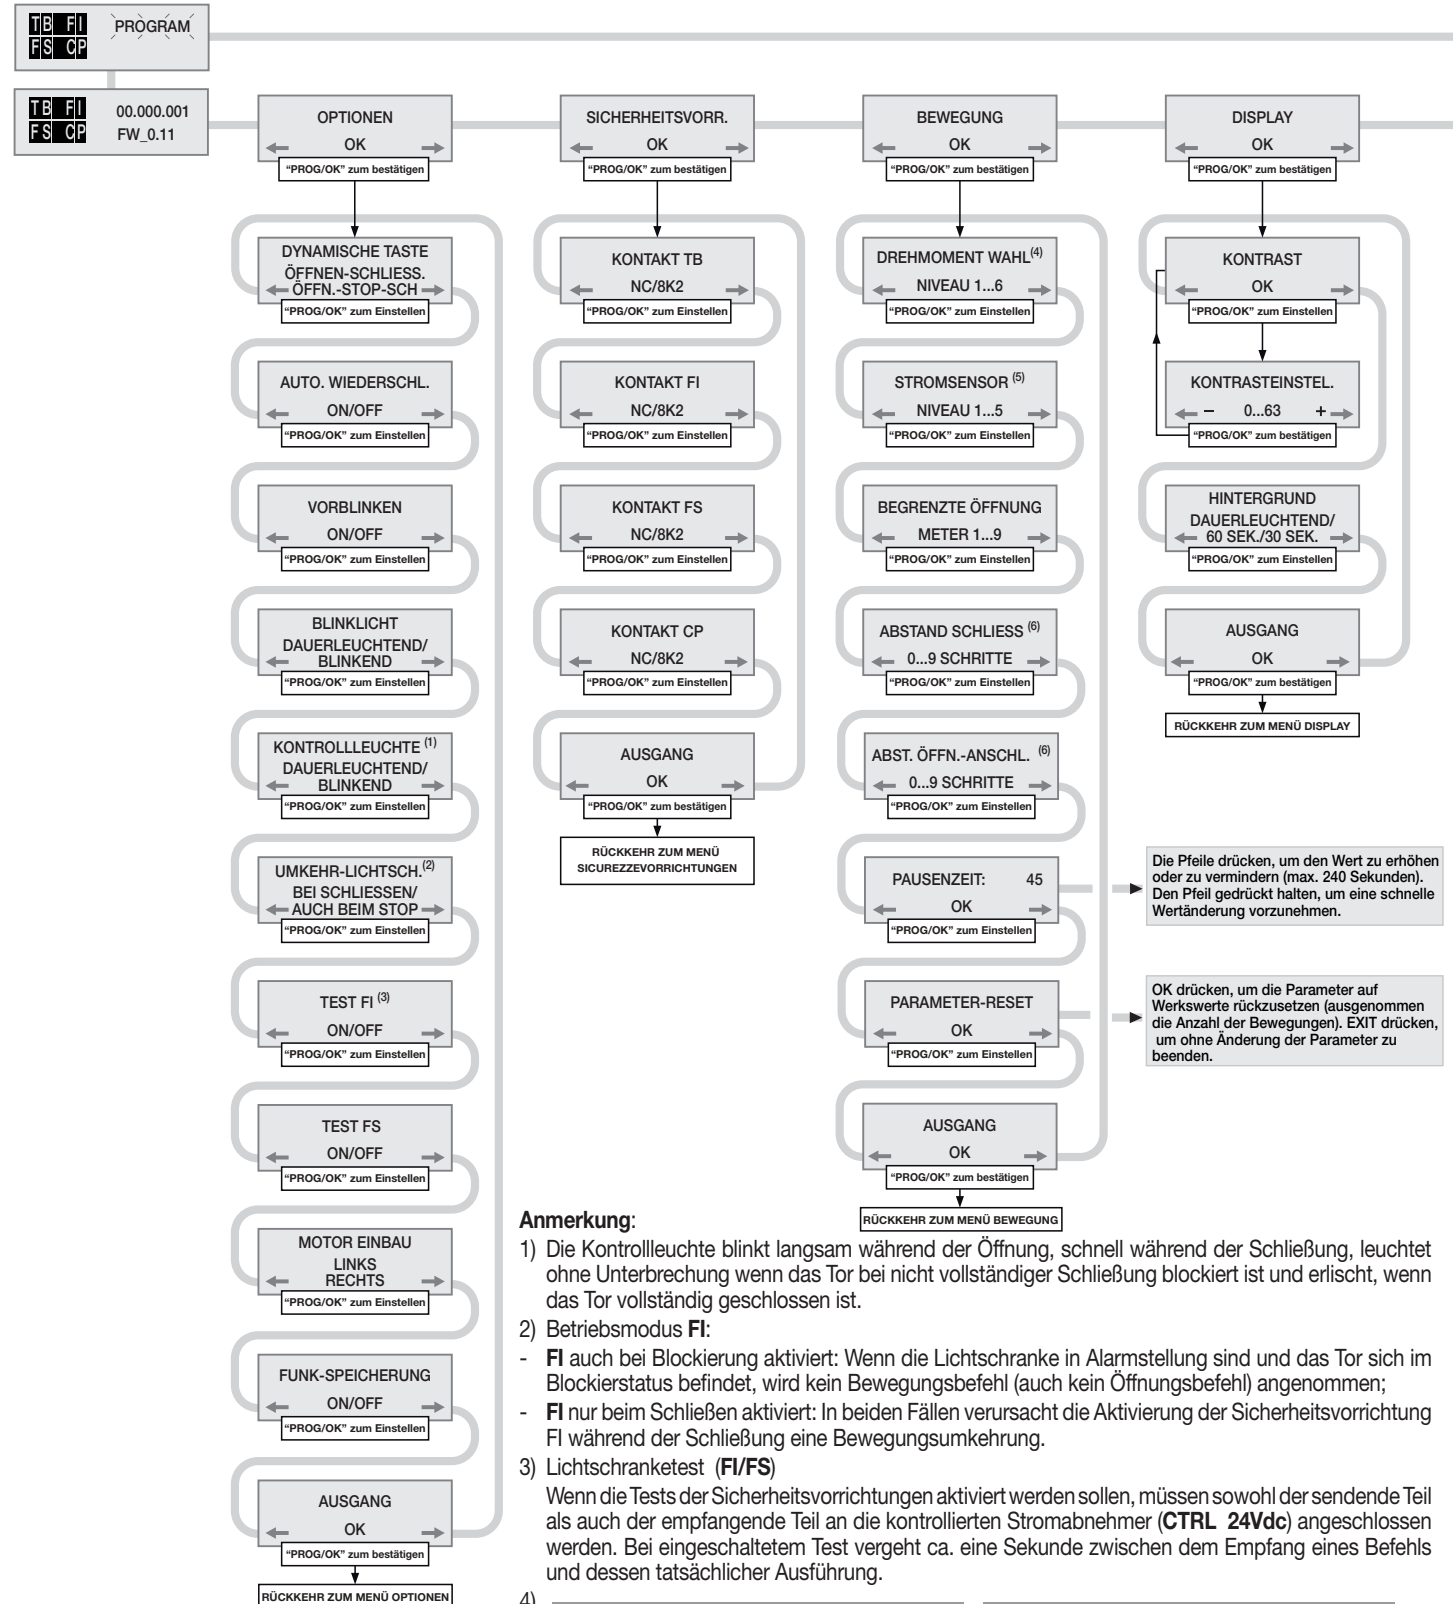 TB FI PROGRAM
FS CP
TB FI 00.000.001
FS CP FW_0.11
OPTIONEN
OK
“PROG/OK” zum bestätigen
DYNAMISCHE TASTE
ÖFFNEN-SCHLIESS.
ÖFFN.-STOP-SCH
“PROG/OK” zum Einstellen
AUTO. WIEDERSCHL.
ON/OFF
“PROG/OK” zum Einstellen
VORBLINKEN
ON/OFF
“PROG/OK” zum Einstellen
BLINKLICHT
DAUERLEUCHTEND/
BLINKEND
“PROG/OK” zum Einstellen
KONTROLLLEUCHTE (1)
DAUERLEUCHTEND/
BLINKEND
“PROG/OK” zum Einstellen
UMKEHR-LICHTSCH.(2)
BEI SCHLIESSEN/
AUCH BEIM STOP
“PROG/OK” zum Einstellen
TEST FI (3)
ON/OFF
“PROG/OK” zum Einstellen
TEST FS
ON/OFF
“PROG/OK” zum Einstellen
MOTOR EINBAU
LINKS
RECHTS
“PROG/OK” zum Einstellen
FUNK-SPEICHERUNG
ON/OFF
“PROG/OK” zum Einstellen
AUSGANG
OK
“PROG/OK” zum bestätigen
RÜCKKEHR ZUM MENÜ OPTIONEN
SICHERHEITSVORR.
OK
“PROG/OK” zum bestätigen
KONTAKT TB
NC/8K2
“PROG/OK” zum Einstellen
KONTAKT FI
NC/8K2
“PROG/OK” zum Einstellen
KONTAKT FS
NC/8K2
“PROG/OK” zum Einstellen
KONTAKT CP
NC/8K2
“PROG/OK” zum Einstellen
AUSGANG
OK
“PROG/OK” zum bestätigen
RÜCKKEHR ZUM MENÜ
SICUREZZEVORRICHTUNGEN
BEWEGUNG
OK
“PROG/OK” zum bestätigen
DREHMOMENT WAHL(4)
NIVEAU 1...6
“PROG/OK” zum Einstellen
STROMSENSOR (5)
NIVEAU 1...5
“PROG/OK” zum Einstellen
BEGRENZTE ÖFFNUNG
METER 1...9
“PROG/OK” zum Einstellen
ABSTAND SCHLIESS (6)
0...9 SCHRITTE
“PROG/OK” zum Einstellen
ABST. ÖFFN.-ANSCHL. (6)
0...9 SCHRITTE
“PROG/OK” zum Einstellen
PAUSENZEIT: 45
OK
“PROG/OK” zum Einstellen
PARAMETER-RESET
OK
“PROG/OK” zum Einstellen
AUSGANG
OK
“PROG/OK” zum bestätigen
RÜCKKEHR ZUM MENÜ BEWEGUNG
DISPLAY
OK
“PROG/OK” zum bestätigen
KONTRAST
OK
“PROG/OK” zum Einstellen
KONTRASTEINSTEL.
– 0...63 +
“PROG/OK” zum bestätigen
HINTERGRUND
DAUERLEUCHTEND/
60 SEK./30 SEK.
“PROG/OK” zum Einstellen
AUSGANG
OK
“PROG/OK” zum bestätigen
RÜCKKEHR ZUM MENÜ DISPLAY
Die Pfeile drücken, um den Wert zu erhöhen
oder zu vermindern (max. 240 Sekunden).
Den Pfeil gedrückt halten, um eine schnelle
Wertänderung vorzunehmen.
OK drücken, um die Parameter auf
Werkswerte rückzusetzen (ausgenommen
die Anzahl der Bewegungen). EXIT drücken,
um ohne Änderung der Parameter zu
beenden.
Anmerkung:
1) Die Kontrollleuchte blinkt langsam während der Öffnung, schnell während der Schließung, leuchtet
ohne Unterbrechung wenn das Tor bei nicht vollständiger Schließung blockiert ist und erlischt, wenn
das Tor vollständig geschlossen ist.
2) Betriebsmodus FI:
- FI auch bei Blockierung aktiviert: Wenn die Lichtschranke in Alarmstellung sind und das Tor sich im
Blockierstatus befindet, wird kein Bewegungsbefehl (auch kein Öffnungsbefehl) angenommen;
- FI nur beim Schließen aktiviert: In beiden Fällen verursacht die Aktivierung der Sicherheitsvorrichtung
FI während der Schließung eine Bewegungsumkehrung.
3) Lichtschranketest (FI/FS)
Wenn die Tests der Sicherheitsvorrichtungen aktiviert werden sollen, müssen sowohl der sendende Teil
als auch der empfangende Teil an die kontrollierten Stromabnehmer (CTRL 24Vdc) angeschlossen
werden. Bei eingeschaltetem Test vergeht ca. eine Sekunde zwischen dem Empfang eines Befehls
und dessen tatsächlicher Ausführung.
4)